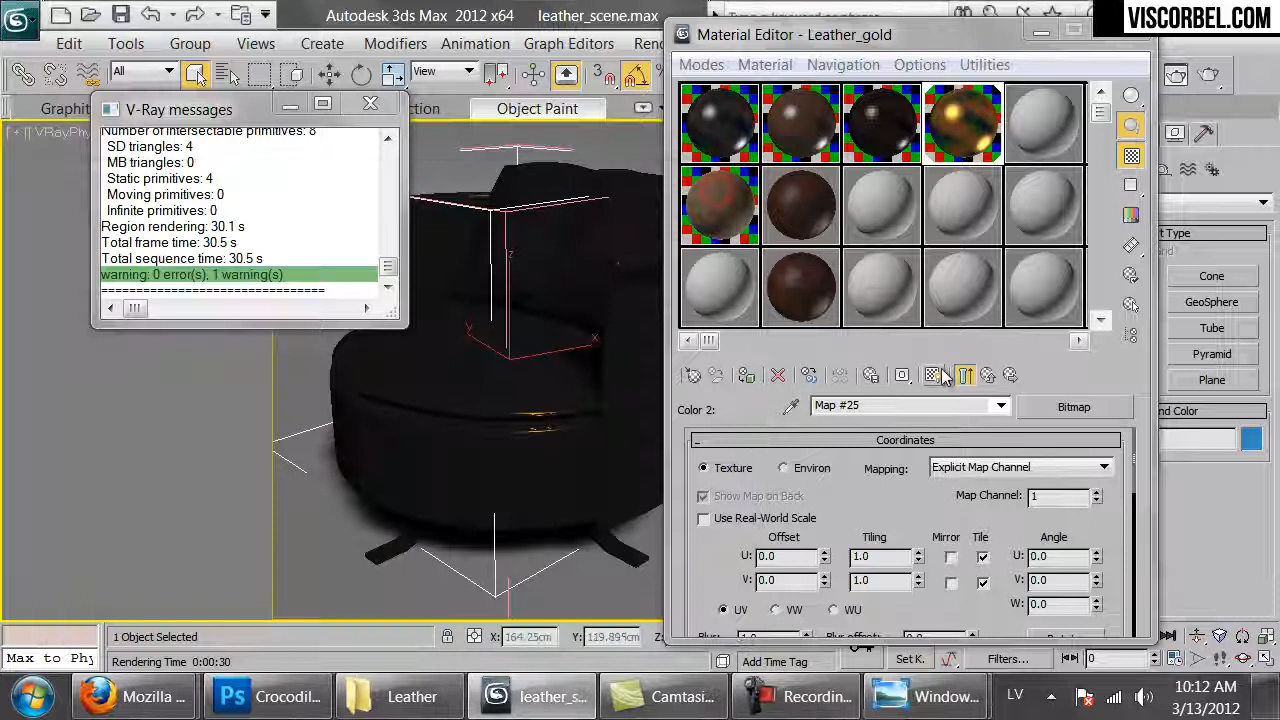 Autodesk 3ds Max 2012 x64 leather_scene.max
VISCORBEL.COM
Edit Tools Group Views Create Modifiers Animation Graph Editors
All
View
Object Paint
V-Ray messages
Number of intersectable primitives: 8
SD triangles: 4
MB triangles: 0
Static primitives: 4
Moving primitives: 0
Infinite primitives: 0
Region rendering: 30.1 s
Total frame time: 30.5 s
Total sequence time: 30.5 s
warning: 0 error(s), 1 warning(s)
==============================
z
x
y
Material Editor - Leather_gold
Modes Material Navigation Options Utilities
Color 2:
Map #25
Bitmap
Coordinates
Texture Environ Mapping: Explicit Map Channel
Show Map on Back Map Channel: 1
Use Real-World Scale
Offset Tiling Mirror Tile Angle
U: 0.0 1.0 U: 0.0
V: 0.0 1.0 V: 0.0
UV VW WU W: 0.0
Cone
GeoSphere
Tube
Pyramid
Plane
1 Object Selected X: 164.25cm Y: 119.895cm
Max to Phy
Rendering Time 0:00:30
Add Time Tag
Set K.
Filters...
0
Mozilla ...
Crocodil...
Leather
leather_s...
Camtasi...
Recordin...
Window...
LV
10:12 AM
3/13/2012